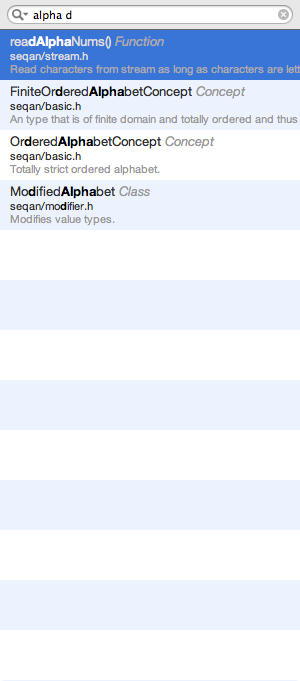 alpha d
readAlphaNums() Function
seqan/stream.h
Read characters from stream as long as characters are lett
FiniteOrderedAlphabetConcept Concept
seqan/basic.h
An type that is of finite domain and totally ordered and thus
OrderedAlphabetConcept Concept
seqan/basic.h
Totally strict ordered alphabet.
ModifiedAlphabet Class
seqan/modifier.h
Modifies value types.